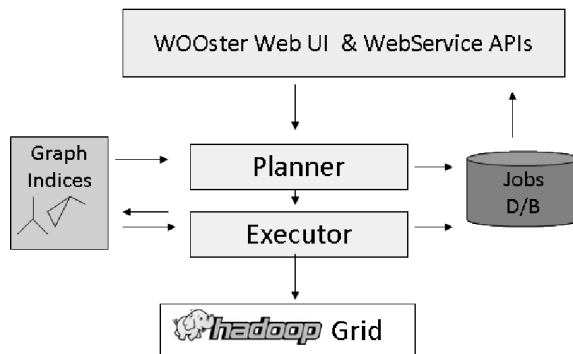 WOOster Web UI & WebService APIs
Graph
Indices
Planner
Jobs
D/B
Executor
hadoop Grid